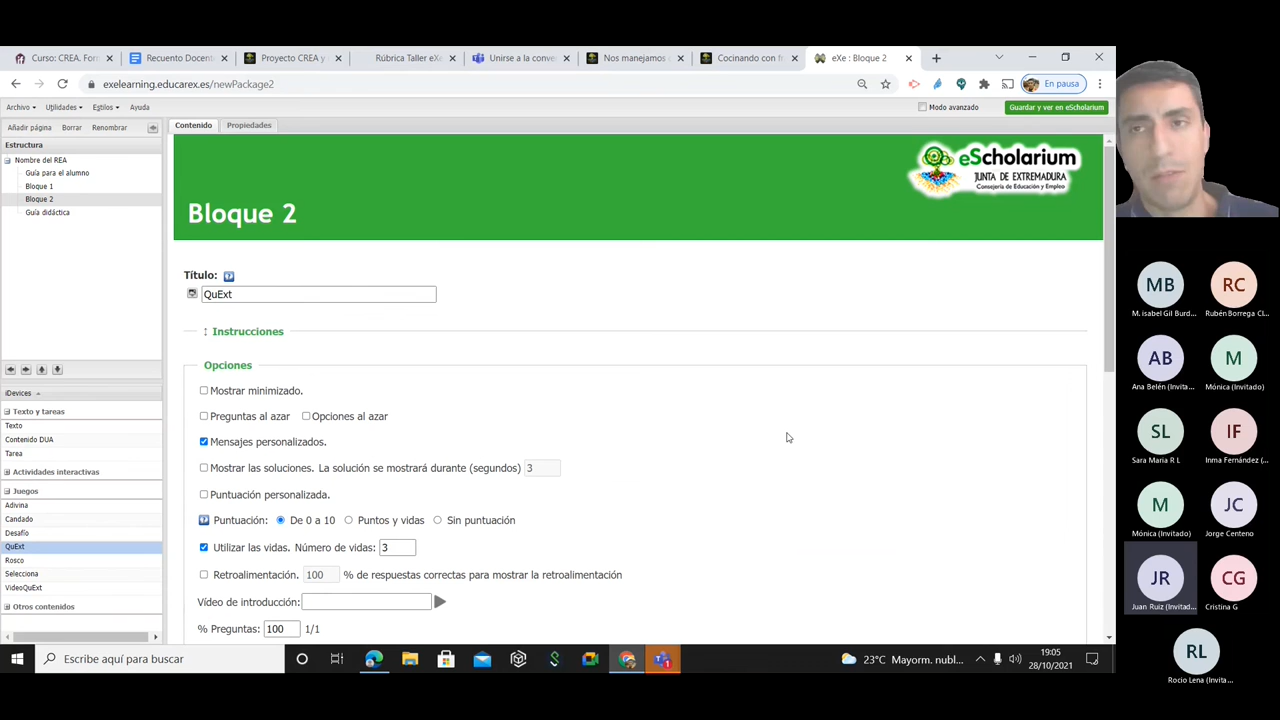 Curso: CREA. For
Recuento Docent
Proyecto CREA y
Rúbrica Taller eXe
Unirse a la conve
Nos manejamos
Cocinando con f
eXe : Bloque 2
exelearning.educarex.es/newPackage2
En pausa
Archivo
Utilidades
Estilos
Ayuda
Modo avanzado
Guardar y ver en eScholarium
Añadir página
Borrar
Renombrar
Contenido
Propiedades
Estructura
Nombre del REA
Guía para el alumno
Bloque 1
Bloque 2
Guía didáctica
eScholarium
JUNTA DE EXTREMADURA
Consejería de Educación y Empleo
Bloque 2
Título:
QuExt
Instrucciones
Opciones
Mostrar minimizado.
Preguntas al azar
Opciones al azar
Mensajes personalizados.
Mostrar las soluciones. La solución se mostrará durante (segundos) 3
Puntuación personalizada.
Puntuación: De 0 a 10 Puntos y vidas Sin puntuación
Utilizar las vidas. Número de vidas: 3
Retroalimentación. 100 % de respuestas correctas para mostrar la retroalimentación
Vídeo de introducción:
% Preguntas: 100 1/1
iDevices
Texto y tareas
Texto
Contenido DUA
Tarea
Actividades interactivas
Juegos
Adivina
Candado
Desafío
QuExt
Rosco
Selecciona
VideoQuExt
Otros contenidos
Escribe aquí para buscar
23°C Mayorm. nubl...
19:05
28/10/2021
MB
M. isabel Gil Burd...
RC
Rubén Borrega Cl...
AB
Ana Belén (Invita...
M
Mónica (Invitado)
SL
Sara Maria R L
IF
Inma Fernández (...
M
Mónica (Invitado)
JC
Jorge Centeno
JR
Juan Ruiz (Invitad...
CG
Cristina G
RL
Rocio Lena (Invita...